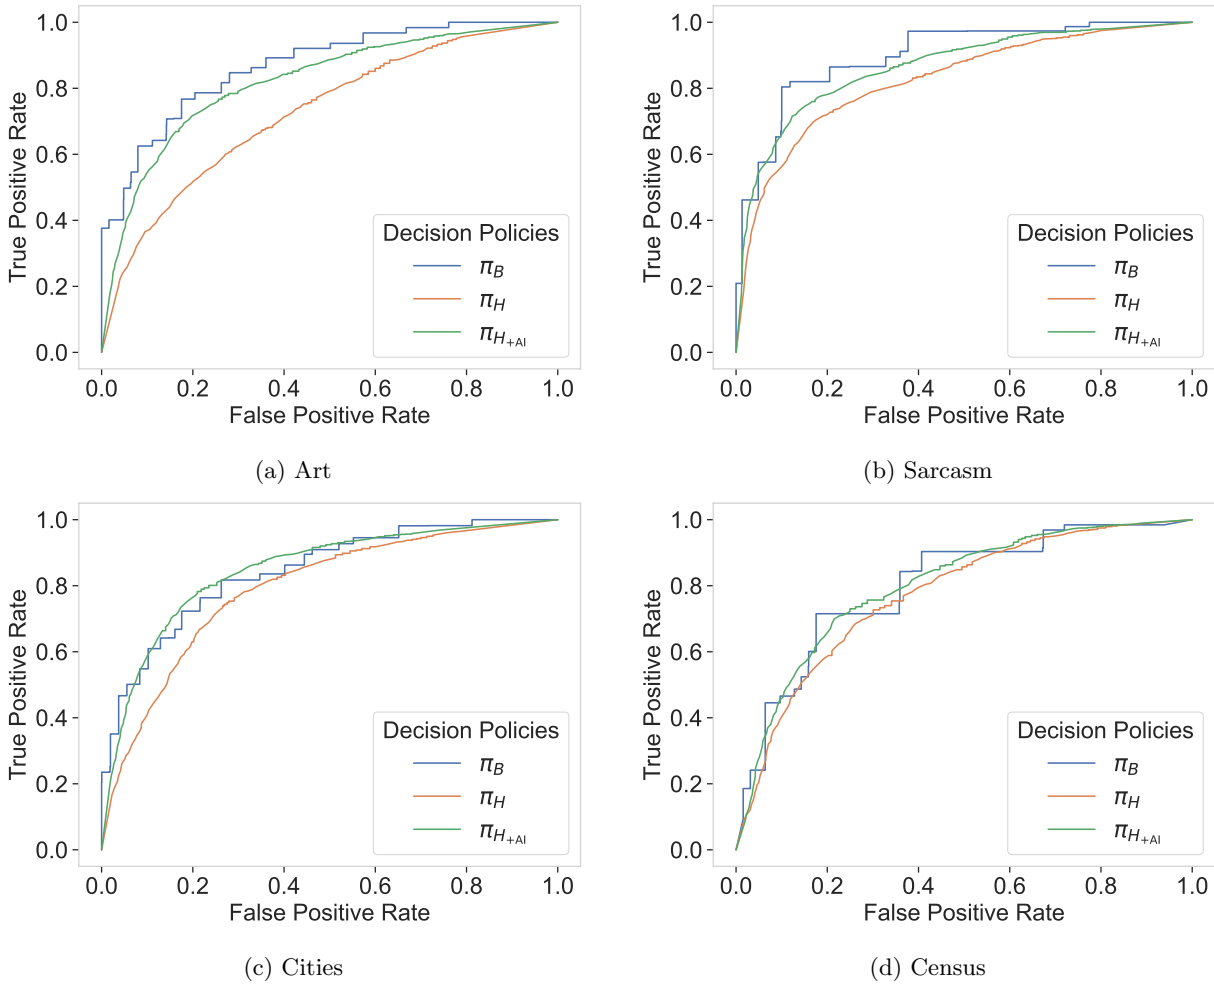 1.0
0.8
0.6
0.4
0.2
0.0
True Positive Rate
0.0 0.2 0.4 0.6 0.8 1.0
False Positive Rate
Decision Policies
π_B
π_H
π_{H_{+AI}}
(a) Art
1.0
0.8
0.6
0.4
0.2
0.0
True Positive Rate
0.0 0.2 0.4 0.6 0.8 1.0
False Positive Rate
Decision Policies
π_B
π_H
π_{H_{+AI}}
(b) Sarcasm
1.0
0.8
0.6
0.4
0.2
0.0
True Positive Rate
0.0 0.2 0.4 0.6 0.8 1.0
False Positive Rate
Decision Policies
π_B
π_H
π_{H_{+AI}}
(c) Cities
1.0
0.8
0.6
0.4
0.2
0.0
True Positive Rate
0.0 0.2 0.4 0.6 0.8 1.0
False Positive Rate
Decision Policies
π_B
π_H
π_{H_{+AI}}
(d) Census